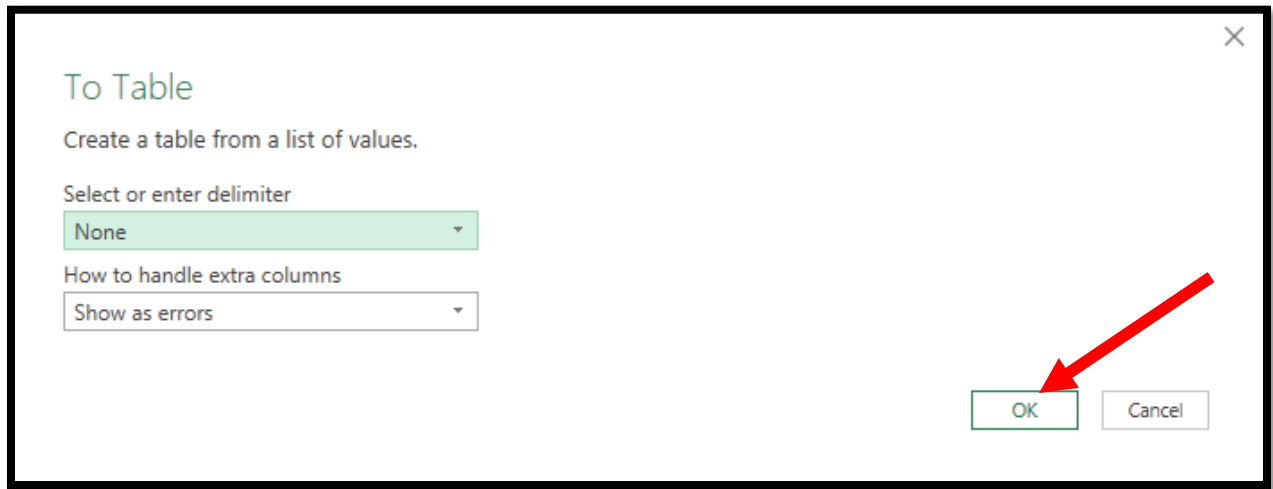 To Table
Create a table from a list of values.
Select or enter delimiter
None
How to handle extra columns
Show as errors
OK Cancel